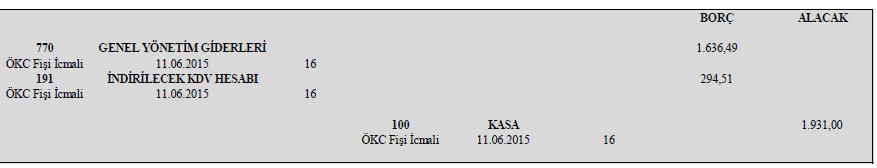 BORÇ ALACAK
770 GENEL YÖNETİM GİDERLERİ 1.636,49
ÖKC Fişi İcmali 11.06.2015 16
191 İNDİRİLECEK KDV HESABI 294,51
ÖKC Fişi İcmali 11.06.2015 16
100 KASA 1.931,00
ÖKC Fişi İcmali 11.06.2015 16